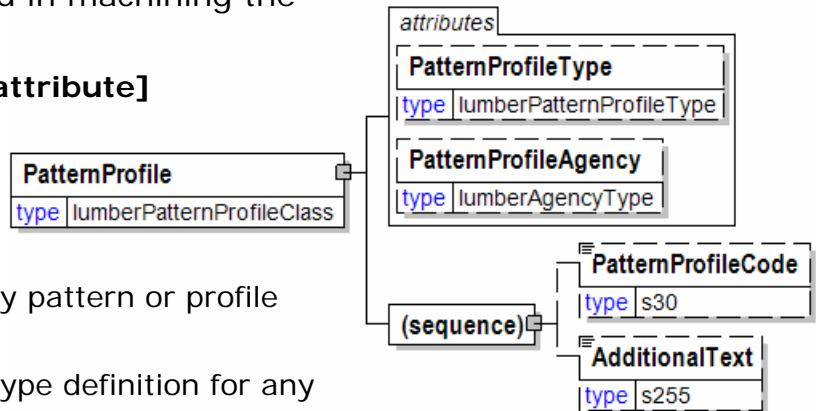 d in machining the
attribute]
y pattern or profile
ype definition for any
PatternProfile
type lumberPatternProfileClass
attributes
PatternProfileType
type lumberPatternProfileType
PatternProfileAgency
type lumberAgencyType
(sequence)
PatternProfileCode
type s30
AdditionalText
type s255